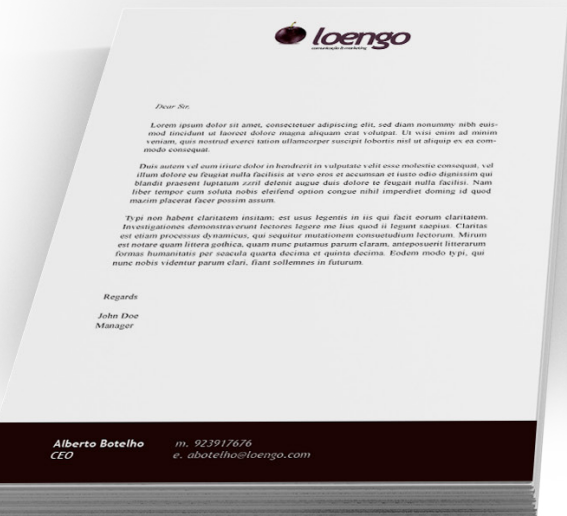 loengo
comunicação & marketing
Dear Sir,
Lorem ipsum dolor sit amet, consectetuer adipiscing elit, sed diam nonummy nibh euis-
mod tincidunt ut laoreet dolore magna aliquam erat volutpat. Ut wisi enim ad minim
veniam, quis nostrud exerci tation ullamcorper suscipit lobortis nisl ut aliquip ex ea com-
modo consequat.
Duis autem vel eum iriure dolor in hendrerit in vulputate velit esse molestie consequat, vel
illum dolore eu feugiat nulla facilisis at vero eros et accumsan et iusto odio dignissim qui
blandit praesent luptatum zzril delenit augue duis dolore te feugait nulla facilisi. Nam
liber tempor cum soluta nobis eleifend option congue nihil imperdiet doming id quod
mazim placerat facer possim assum.
Typi non habent claritatem insitam; est usus legentis in iis qui facit eorum claritatem.
Investigationes demonstraverunt lectores legere me lius quod ii legunt saepius. Claritas
est etiam processus dynamicus, qui sequitur mutationem consuetudium lectorum. Mirum
est notare quam littera gothica, quam nunc putamus parum claram, anteposuerit litterarum
formas humanitatis per seacula quarta decima et quinta decima. Eodem modo typi, qui
nunc nobis videntur parum clari, fiant sollemnes in futurum.
Regards
John Doe
Manager
Alberto Botelho m. 923917676
CEO e. abotelho@loengo.com